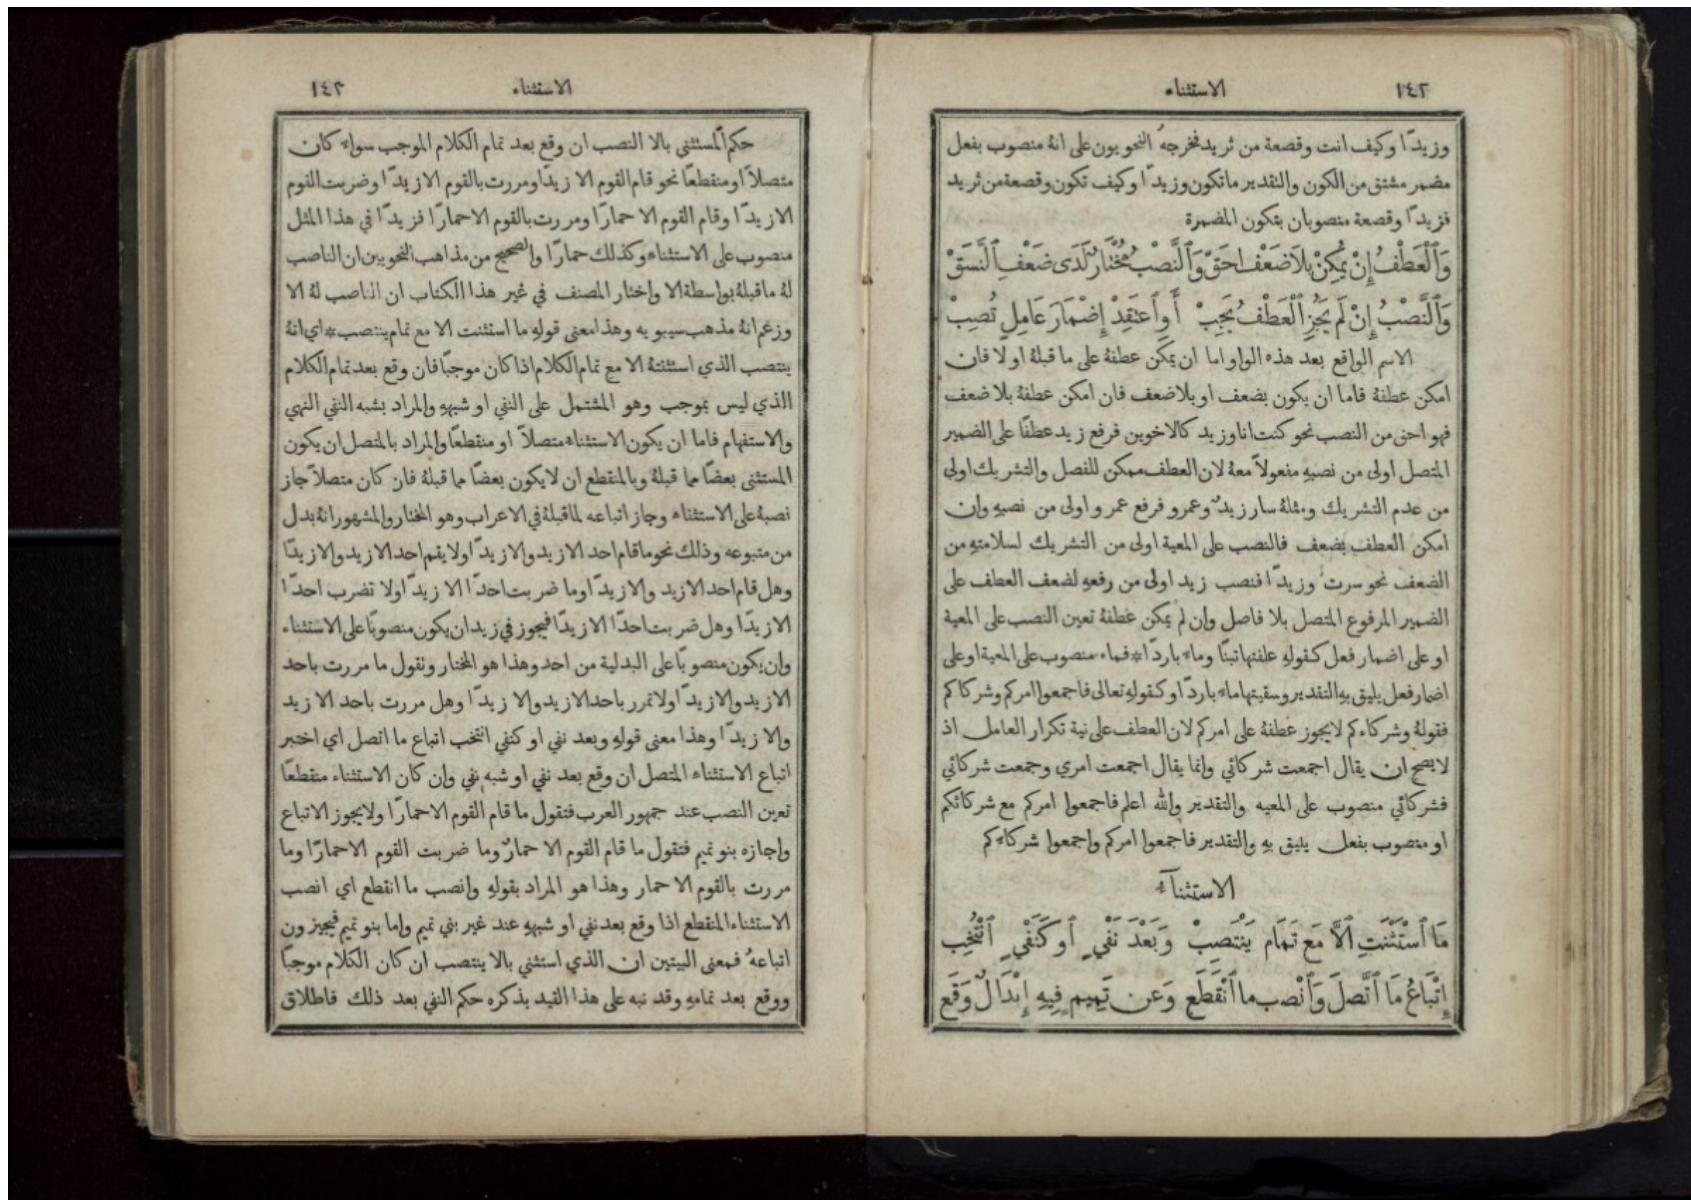 ١٤٢
الاستثناء
وزيدًا وكيف انت وقصعة من ثريد فخرجهُ النحويون على انهُ منصوب بفعل
مضمر مشتق من الكون والتقدير ما تكون وزيدًا وكيف تكون وقصعة من ثريد
فزيدًا وقصعة منصوبان بتكون المضمرة
وَٱلْعَطْفُ إِنْ يُمْكِنْ بِلَا ضَعْفٍ احَقّْ وَٱلنَّصْبُ مُخْتَارٌ لَدَى ضَعْفِ ٱلنَّسَقْ
وَٱلنَّصْبُ إِنْ لَمْ يَجُزِ ٱلْعَطْفُ يَجِبْ أَوِ ٱعْتَقِدْ إِضْمَارَ عَامِلٍ تُصِبْ
الاسم الواقع بعد هذه الواو اما ان يمكن عطفهُ على ما قبلهُ او لا فان
امكن عطفهُ فاما ان يكون بضعف او بلا ضعف فان امكن عطفهُ بلا ضعف
فهو احق من النصب نحو كنت انا وزيد كالاخوين فرفع زيد عطفًا على الضمير
المتصل اولى من نصبهِ مفعولاً معهُ لان العطف ممكن للفصل والتشريك اولى
من عدم التشريك ومثلهُ سار زيدٌ وعمرو فرفع عمرو اولى من نصبهِ وان
امكن العطف بضعف فالنصب على المعية اولى من التشريك لسلامتهِ من
الضعف نحو سرتُ وزيدًا فنصب زيد اولى من رفعهِ لضعف العطف على
الضمير المرفوع المتصل بلا فاصل وان لم يمكن عطفهُ تعين النصب على المعية
او على اضمار فعل كقولهِ علفتها تبنًا وماء باردًا* فماء منصوب على المعية او على
اضمار فعل يليق بهِ التقدير وسقيتها ماء باردًا وكقولهِ تعالى فاجمعوا امركم وشركاكم
فقولهُ وشركاءكم لا يجوز عطفهُ على امركم لان العطف على نية تكرار العامل اذ
لا يصح ان يقال اجمعت شركائي وانما يقال اجمعت امري وجمعت شركائي
فشركائي منصوب على المعيه والتقدير والله اعلم فاجمعوا امركم مع شركائكم
او منصوب بفعل يليق بهِ والتقدير فاجمعوا امركم واجمعوا شركاءكم
الاستثناء
مَا ٱسْتَثْنَتِ ٱلَّا مَعَ تَمَامٍ يَنْتَصِبْ وَبَعْدَ نَفْيٍ أَو كَنَفْيٍ ٱنْتُخِبْ
إِتْبَاعُ مَا ٱتَّصَلَ وَٱنْصِب ما ٱنْقَطَع وَعن تَمِيمٍ فِيهِ إِبْدَالٌ وَقَع
الاستثناء
١٤٣
حكم المستثنى بالا النصب ان وقع بعد تمام الكلام الموجب سواء كان
متصلاً او منقطعًا نحو قام القوم الا زيدًا ومررت بالقوم الا زيدًا وضربت القوم
الا زيدًا وقام القوم الا حمارًا ومررت بالقوم الا حمارًا فزيدًا في هذا المثل
منصوب على الاستثناء وكذلك حمارًا والصحيح من مذاهب النحويين ان الناصب
لهُ ما قبلهُ بواسطة الا واختار المصنف في غير هذا الكتاب ان الناصب لهُ الا
وزعم انهُ مذهب سيبويه وهذا معنى قولهِ ما استثنت الا مع تمام ينتصب* اي انهُ
ينتصب الذي استثنتهُ الا مع تمام الكلام اذا كان موجبًا فان وقع بعد تمام الكلام
الذي ليس بموجب وهو المشتمل على النفي او شبههِ والمراد بشبه النفي النهي
والاستفهام فاما ان يكون الاستثناء متصلاً او منقطعًا والمراد بالمتصل ان يكون
المستثنى بعضًا مما قبلهُ وبالمنقطع ان لا يكون بعضًا مما قبلهُ فان كان متصلاً جاز
نصبهُ على الاستثناء وجاز اتباعه لما قبلهُ في الاعراب وهو المختار والمشهور انهُ بدل
من متبوعه وذلك نحو ما قام احد الا زيد والا زيدًا ولا يقم احد الا زيد والا زيدًا
وهل قام احد الا زيد والا زيدًا وما ضربت احدًا الا زيدًا ولا تضرب احدًا
الا زيدًا وهل ضربت احدًا الا زيدًا فيجوز في زيد ان يكون منصوبًا على الاستثناء
وان يكون منصوبًا على البدلية من احد وهذا هو المختار وتقول ما مررت باحد
الا زيد والا زيدًا ولا تمرر باحد الا زيد والا زيدًا وهل مررت باحد الا زيد
والا زيدًا وهذا معنى قولهِ وبعد نفي او كنفي انتخب اتباع ما اتصل اي اختير
اتباع الاستثناء المتصل ان وقع بعد نفي او شبه نفي وان كان الاستثناء منقطعًا
تعين النصب عند جمهور العرب فتقول ما قام القوم الا حمارًا ولا يجوز الاتباع
واجازه بنو تميم فتقول ما قام القوم الا حمارٌ وما ضربت القوم الا حمارًا وما
مررت بالقوم الا حمار وهذا هو المراد بقولهِ وانصب ما انقطع اي انصب
الاستثناء المنقطع اذا وقع بعد نفي او شبههِ عند غير بني تميم واما بنو تميم فيجيزون
اتباعهُ فمعنى البيتين ان الذي استثني بالا ينتصب ان كان الكلام موجبًا
ووقع بعد تمامهِ وقد نبه على هذا القيد بذكره حكم النفي بعد ذلك فاطلاق